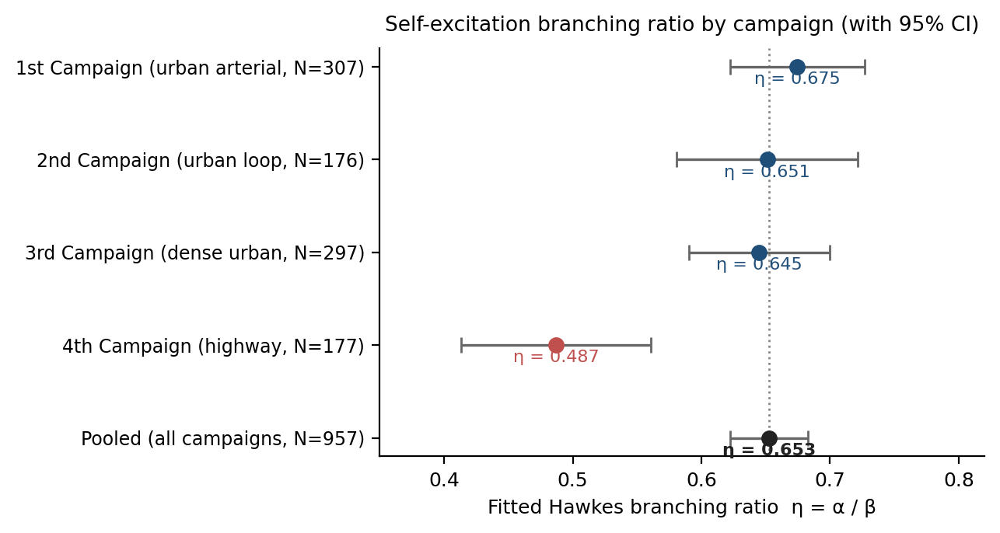 Self-excitation branching ratio by campaign (with 95% CI)
1st Campaign (urban arterial, N=307)
η = 0.675
2nd Campaign (urban loop, N=176)
η = 0.651
3rd Campaign (dense urban, N=297)
η = 0.645
4th Campaign (highway, N=177)
η = 0.487
Pooled (all campaigns, N=957)
η = 0.653
0.4 0.5 0.6 0.7 0.8
Fitted Hawkes branching ratio η = α / β